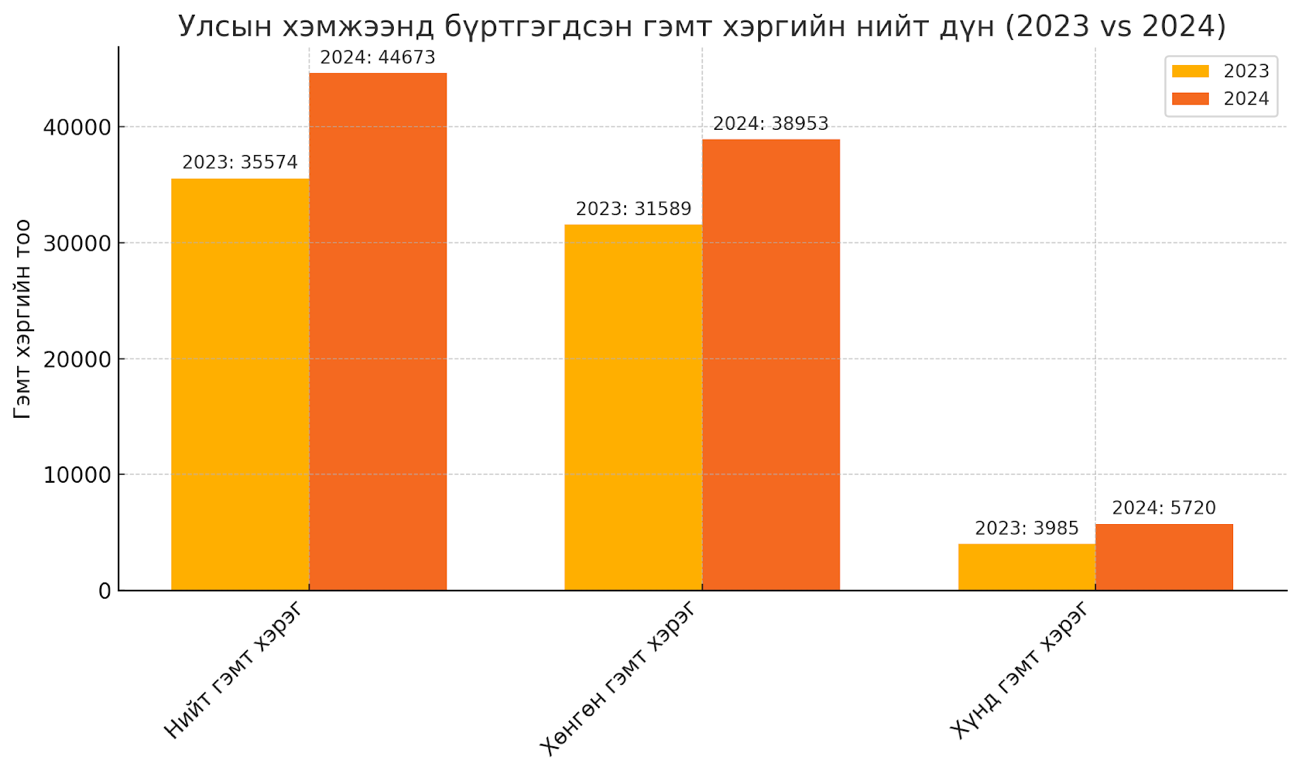 Улсын хэмжээнд бүртгэгдсэн гэмт хэргийн нийт дүн (2023 vs 2024)
2023
2024
Гэмт хэргийн тоо
40000
30000
20000
10000
0
2023: 35574
2024: 44673
2023: 31589
2024: 38953
2023: 3985
2024: 5720
Нийт гэмт хэрэг
Хөнгөн гэмт хэрэг
Хүнд гэмт хэрэг